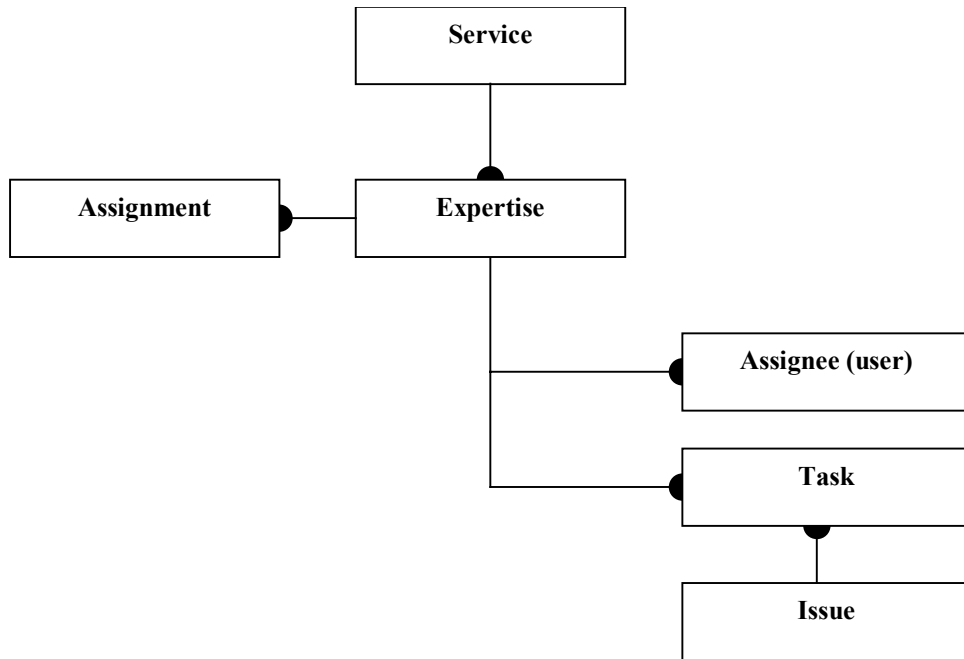 Service
Assignment
Expertise
Assignee (user)
Task
Issue